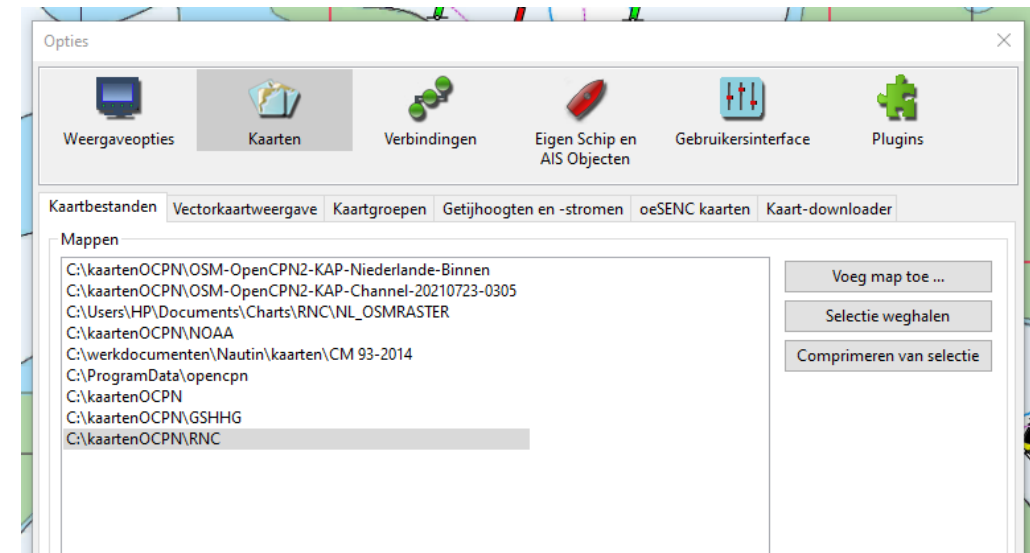 Opties
Weergaveopties
Kaarten
Verbindingen
Eigen Schip en
AIS Objecten
Gebruikersinterface
Plugins
Kaartbestanden
Vectorkaartweergave
Kaartgroepen
Getijhoogten en -stromen
oeSENC kaarten
Kaart-downloader
Mappen
C:\kaartenOCPN\OSM-OpenCPN2-KAP-Niederlande-Binnen
C:\kaartenOCPN\OSM-OpenCPN2-KAP-Channel-20210723-0305
C:\Users\HP\Documents\Charts\RNC\NL_OSMRASTER
C:\kaartenOCPN\NOAA
C:\werkdocumenten\Nautin\kaarten\CM 93-2014
C:\ProgramData\opencpn
C:\kaartenOCPN
C:\kaartenOCPN\GSHHG
C:\kaartenOCPN\RNC
Voeg map toe ...
Selectie weghalen
Comprimeren van selectie